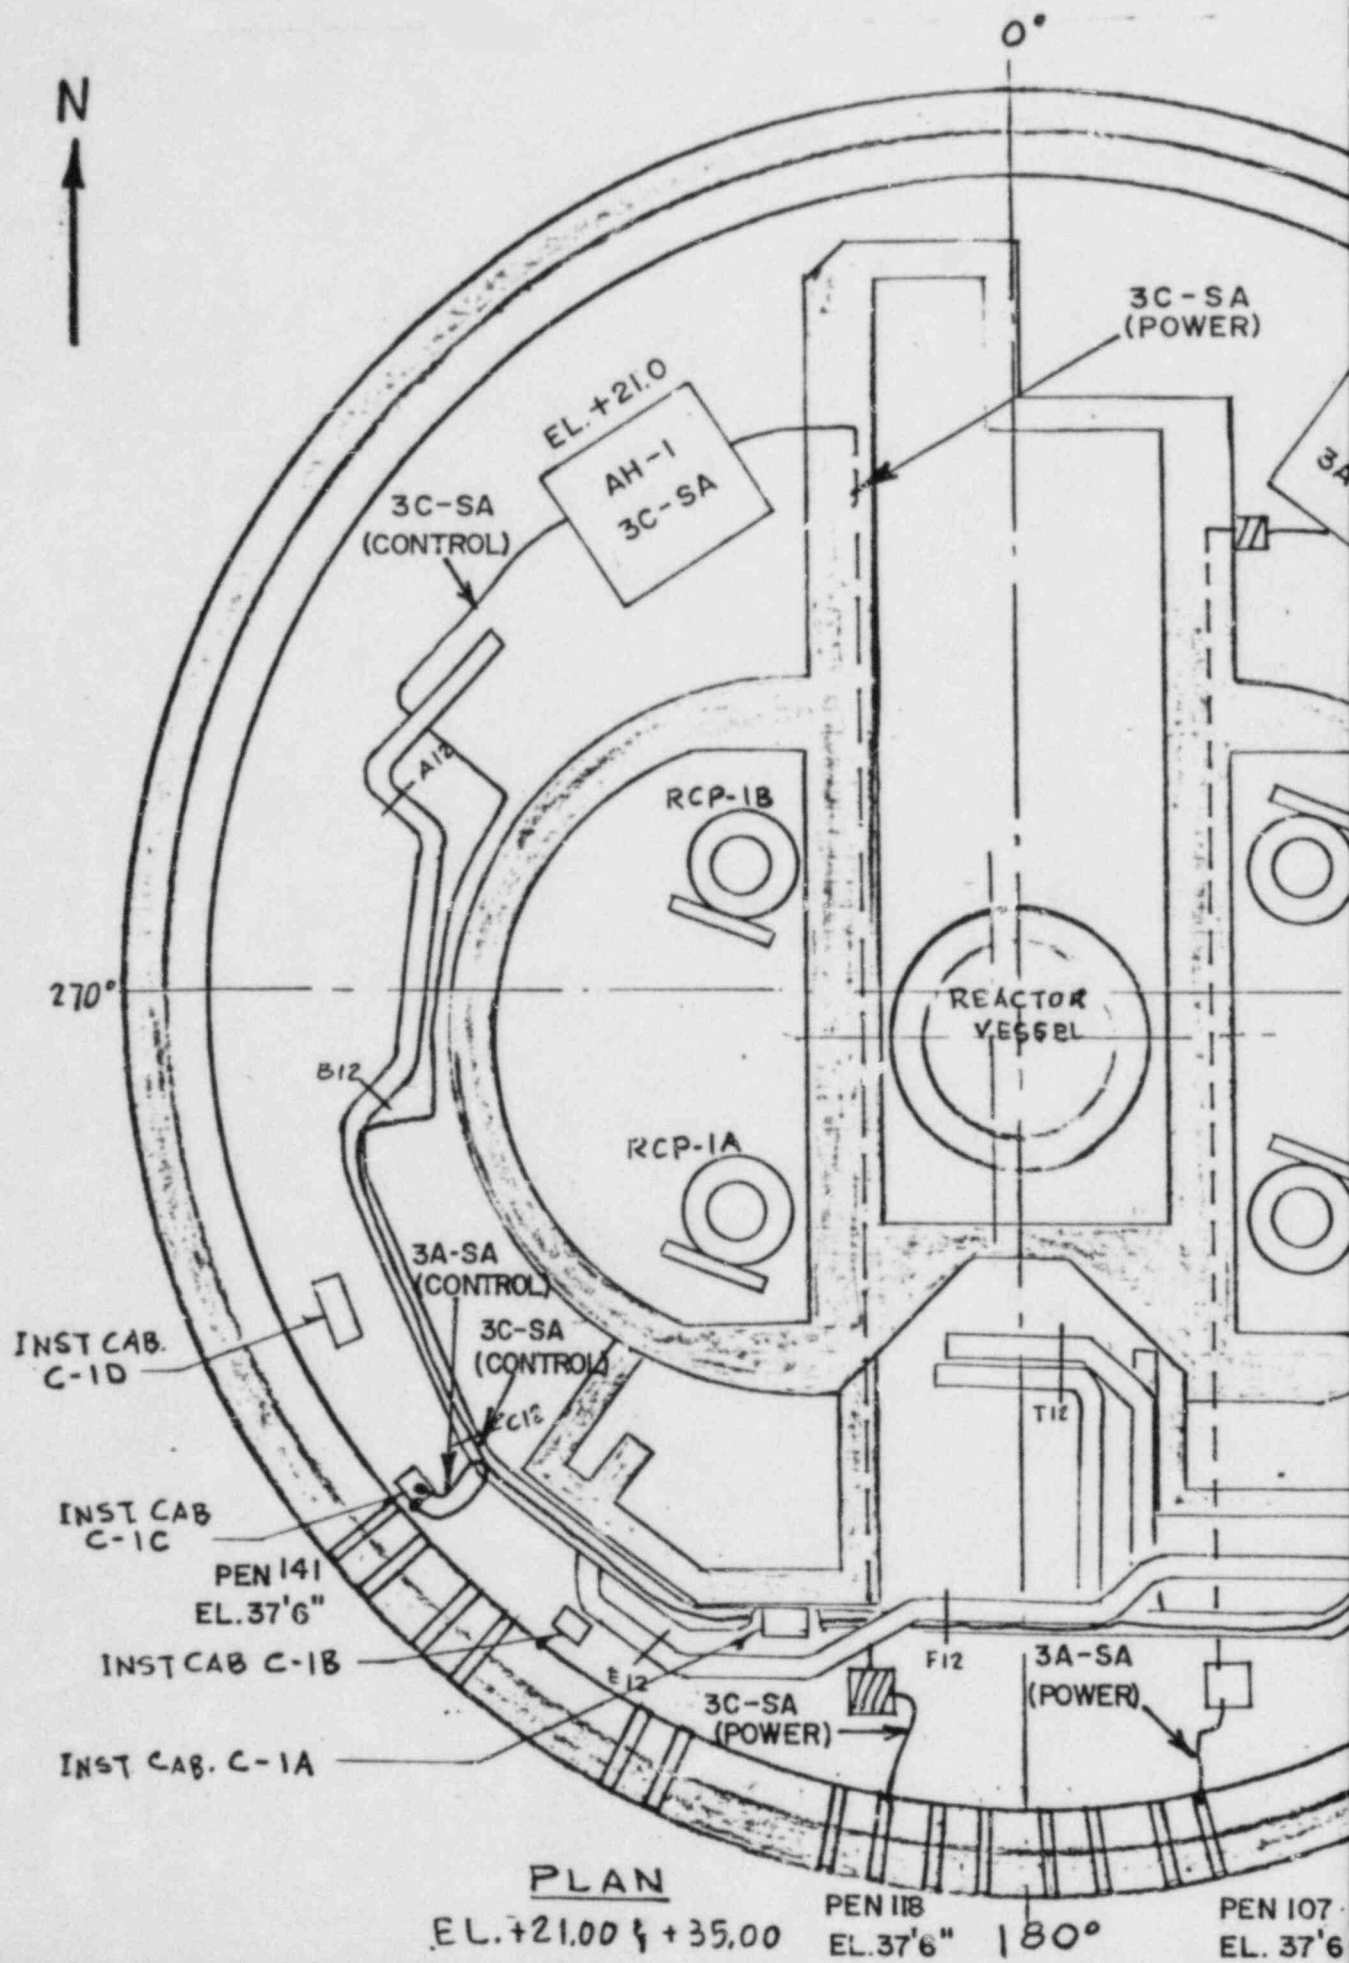 0°
N
3C-SA
(POWER)
EL. +21.0
AH-1
3C-SA
3A
3C-SA
(CONTROL)
A12
RCP-1B
270°
REACTOR
VESSEL
B12
RCP-1A
3A-SA
(CONTROL)
3C-SA
(CONTROL)
INST CAB.
C-1D
C12
T12
INST CAB
C-1C
PEN 141
EL. 37'6"
INST CAB C-1B
E12
F12
3A-SA
(POWER)
3C-SA
(POWER)
INST CAB. C-1A
PLAN
EL. +21.00 & +35.00
PEN 118
EL. 37'6"
180°
PEN 107
EL. 37'6